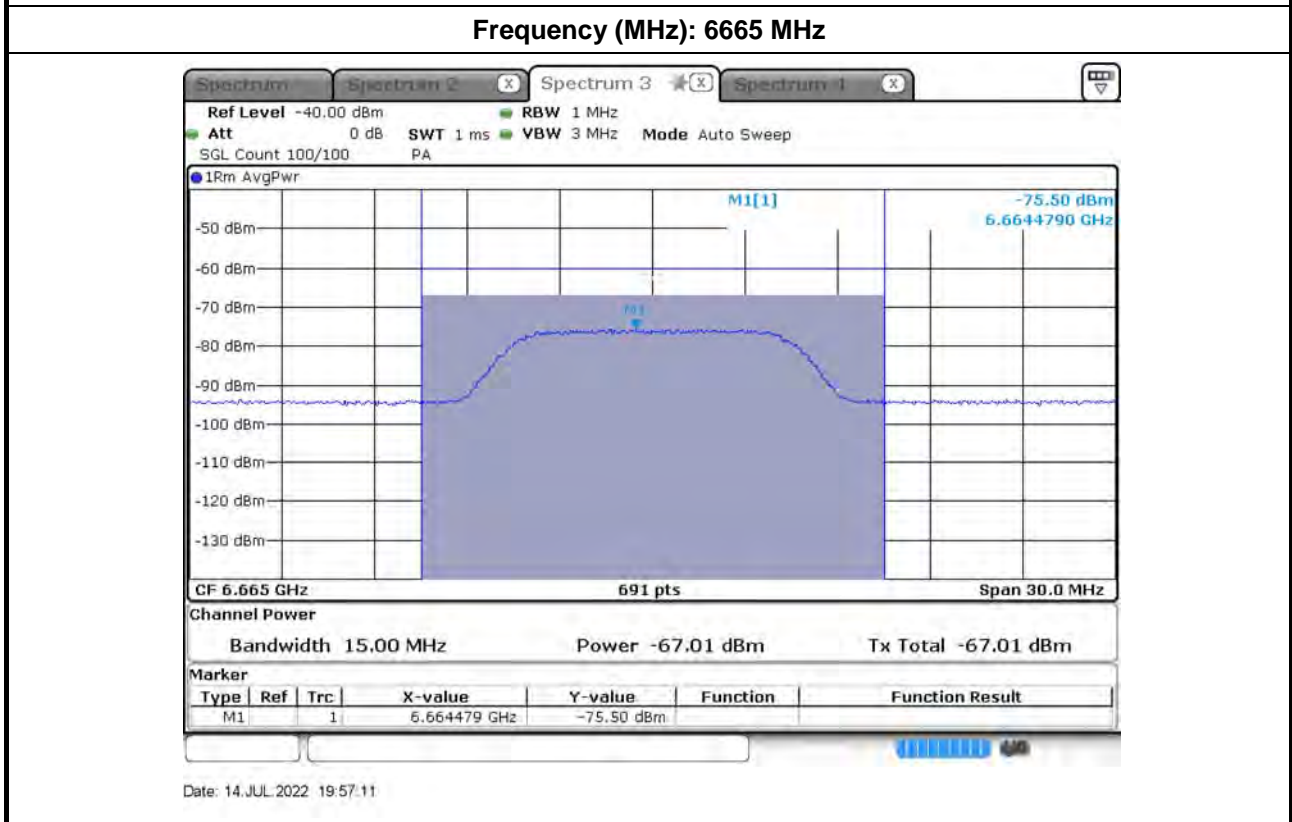 Frequency (MHz): 6665 MHz
Spectrum Spectrum 2 X Spectrum 3 X Spectrum 4 X
Ref Level -40.00 dBm RBW 1 MHz
Att 0 dB SWT 1 ms VBW 3 MHz Mode Auto Sweep
SGL Count 100/100 PA
1Rm AvgPwr
M1[1] -75.50 dBm
6.6644790 GHz
-50 dBm
-60 dBm
-70 dBm
M1
-80 dBm
-90 dBm
-100 dBm
-110 dBm
-120 dBm
-130 dBm
CF 6.665 GHz 691 pts Span 30.0 MHz
Channel Power
Bandwidth 15.00 MHz Power -67.01 dBm Tx Total -67.01 dBm
Marker
Type Ref Trc X-value Y-value Function Function Result
M1 1 6.664479 GHz -75.50 dBm
Date: 14.JUL.2022 19:57:11